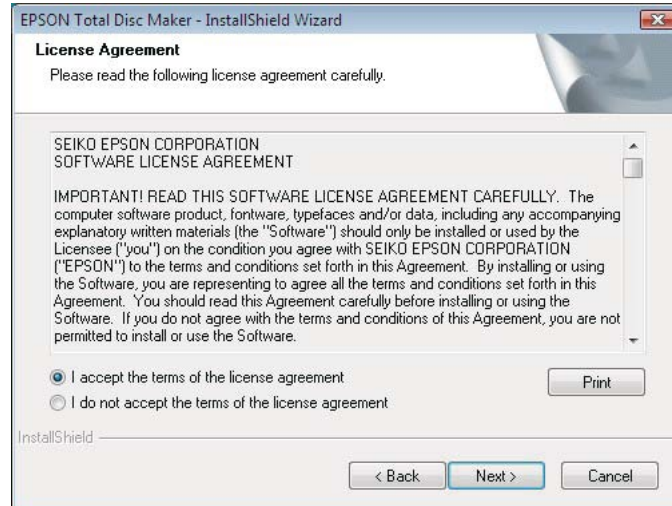 EPSON Total Disc Maker - InstallShield Wizard
License Agreement
Please read the following license agreement carefully.
SEIKO EPSON CORPORATION
SOFTWARE LICENSE AGREEMENT
IMPORTANT! READ THIS SOFTWARE LICENSE AGREEMENT CAREFULLY. The
computer software product, fontware, typefaces and/or data, including any accompanying
explanatory written materials (the "Software") should only be installed or used by the
Licensee ("you") on the condition you agree with SEIKO EPSON CORPORATION
("EPSON") to the terms and conditions set forth in this Agreement. By installing or using
the Software, you are representing to agree all the terms and conditions set forth in this
Agreement. You should read this Agreement carefully before installing or using the
Software. If you do not agree with the terms and conditions of this Agreement, you are not
permitted to install or use the Software.
I accept the terms of the license agreement
Print
I do not accept the terms of the license agreement
InstallShield
< Back Next > Cancel